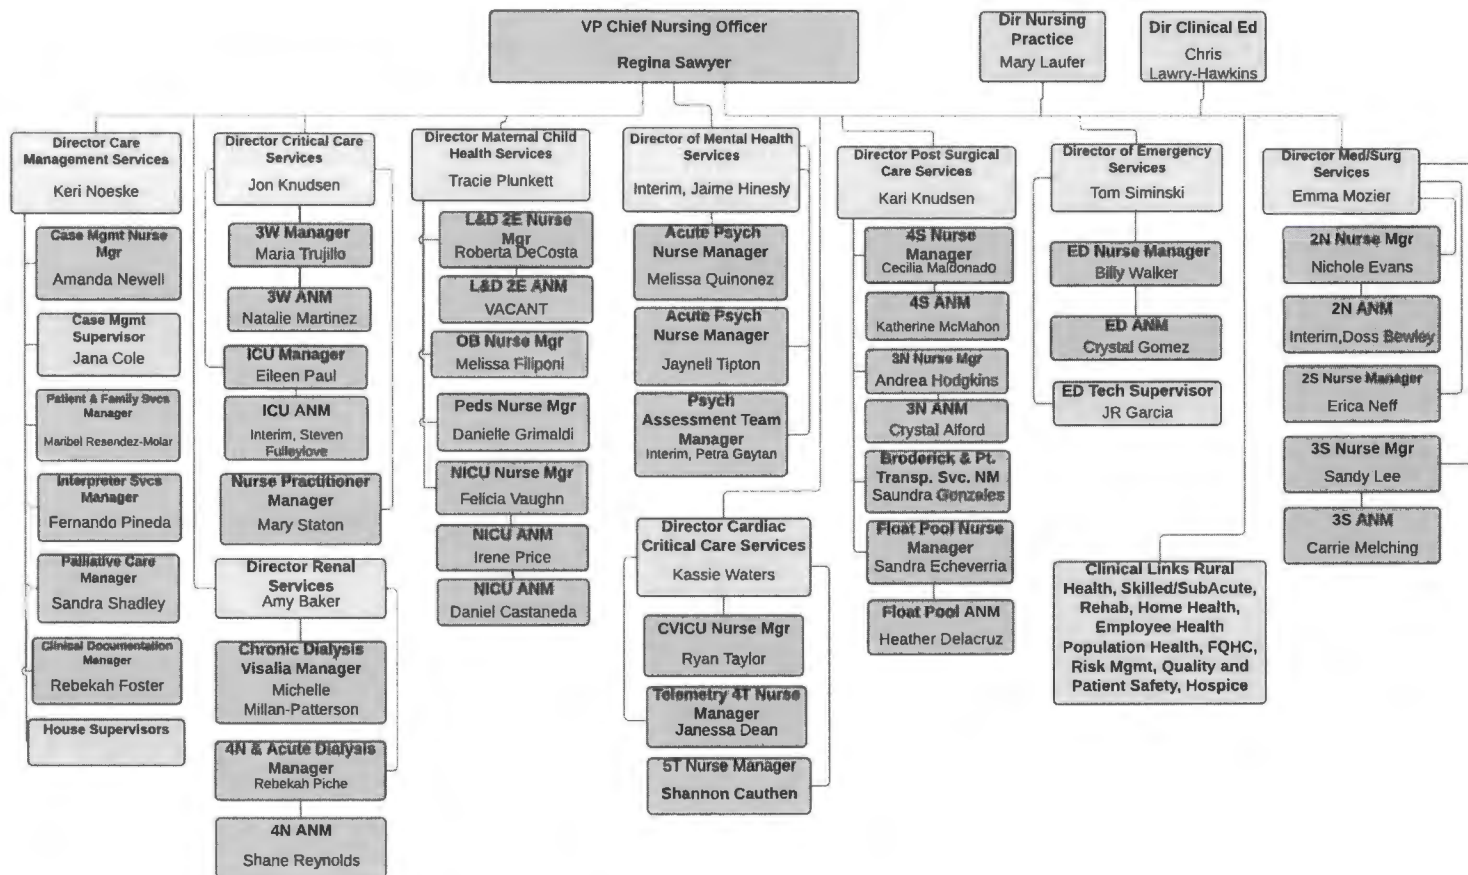 VP Chief Nursing Officer
Regina Sawyer
Dir Nursing
Practice
Mary Laufer
Dir Clinical Ed
Chris
Lawry-Hawkins
Director Care
Management Services
Keri Noeske
Case Mgmt Nurse
Mgr
Amanda Newell
Case Mgmt
Supervisor
Jana Cole
Patient & Family Svcs
Manager
Maribel Resendez-Molar
Interpreter Svcs
Manager
Fernando Pineda
Palliative Care
Manager
Sandra Shadley
Clinical Documentation
Manager
Rebekah Foster
House Supervisors
Director Critical Care
Services
Jon Knudsen
3W Manager
Maria Trujillo
3W ANM
Natalie Martinez
ICU Manager
Eileen Paul
ICU ANM
Interim, Steven
Fulleylove
Nurse Practitioner
Manager
Mary Staton
Director Renal
Services
Amy Baker
Chronic Dialysis
Visalia Manager
Michelle
Millan-Patterson
4N & Acute Dialysis
Manager
Rebekah Piche
4N ANM
Shane Reynolds
Director Maternal Child
Health Services
Tracie Plunkett
L&D 2E Nurse
Mgr
Roberta DeCosta
L&D 2E ANM
VACANT
OB Nurse Mgr
Melissa Filiponi
Peds Nurse Mgr
Danielle Grimaldi
NICU Nurse Mgr
Felicia Vaughn
NICU ANM
Irene Price
NICU ANM
Daniel Castaneda
Director of Mental Health
Services
Interim, Jaime Hinesly
Acute Psych
Nurse Manager
Melissa Quinonez
Acute Psych
Nurse Manager
Jaynell Tipton
Psych
Assessment Team
Manager
Interim, Petra Gaytan
Director Cardiac
Critical Care Services
Kassie Waters
CVICU Nurse Mgr
Ryan Taylor
Telemetry 4T Nurse
Manager
Janessa Dean
5T Nurse Manager
Shannon Cauthen
Director Post Surgical
Care Services
Kari Knudsen
4S Nurse
Manager
Cecilia Maldonado
4S ANM
Katherine McMahon
3N Nurse Mgr
Andrea Hodgkins
3N ANM
Crystal Alford
Broderick & Pt.
Transp. Svc. NM
Saundra Gonzales
Float Pool Nurse
Manager
Sandra Echeverria
Float Pool ANM
Heather Delacruz
Director of Emergency
Services
Tom Siminski
ED Nurse Manager
Billy Walker
ED ANM
Crystal Gomez
ED Tech Supervisor
JR Garcia
Clinical Links Rural
Health, Skilled/SubAcute,
Rehab, Home Health,
Employee Health
Population Health, FQHC,
Risk Mgmt, Quality and
Patient Safety, Hospice
Director Med/Surg
Services
Emma Mozier
2N Nurse Mgr
Nichole Evans
2N ANM
Interim,Doss Bewley
2S Nurse Manager
Erica Neff
3S Nurse Mgr
Sandy Lee
3S ANM
Carrie Melching